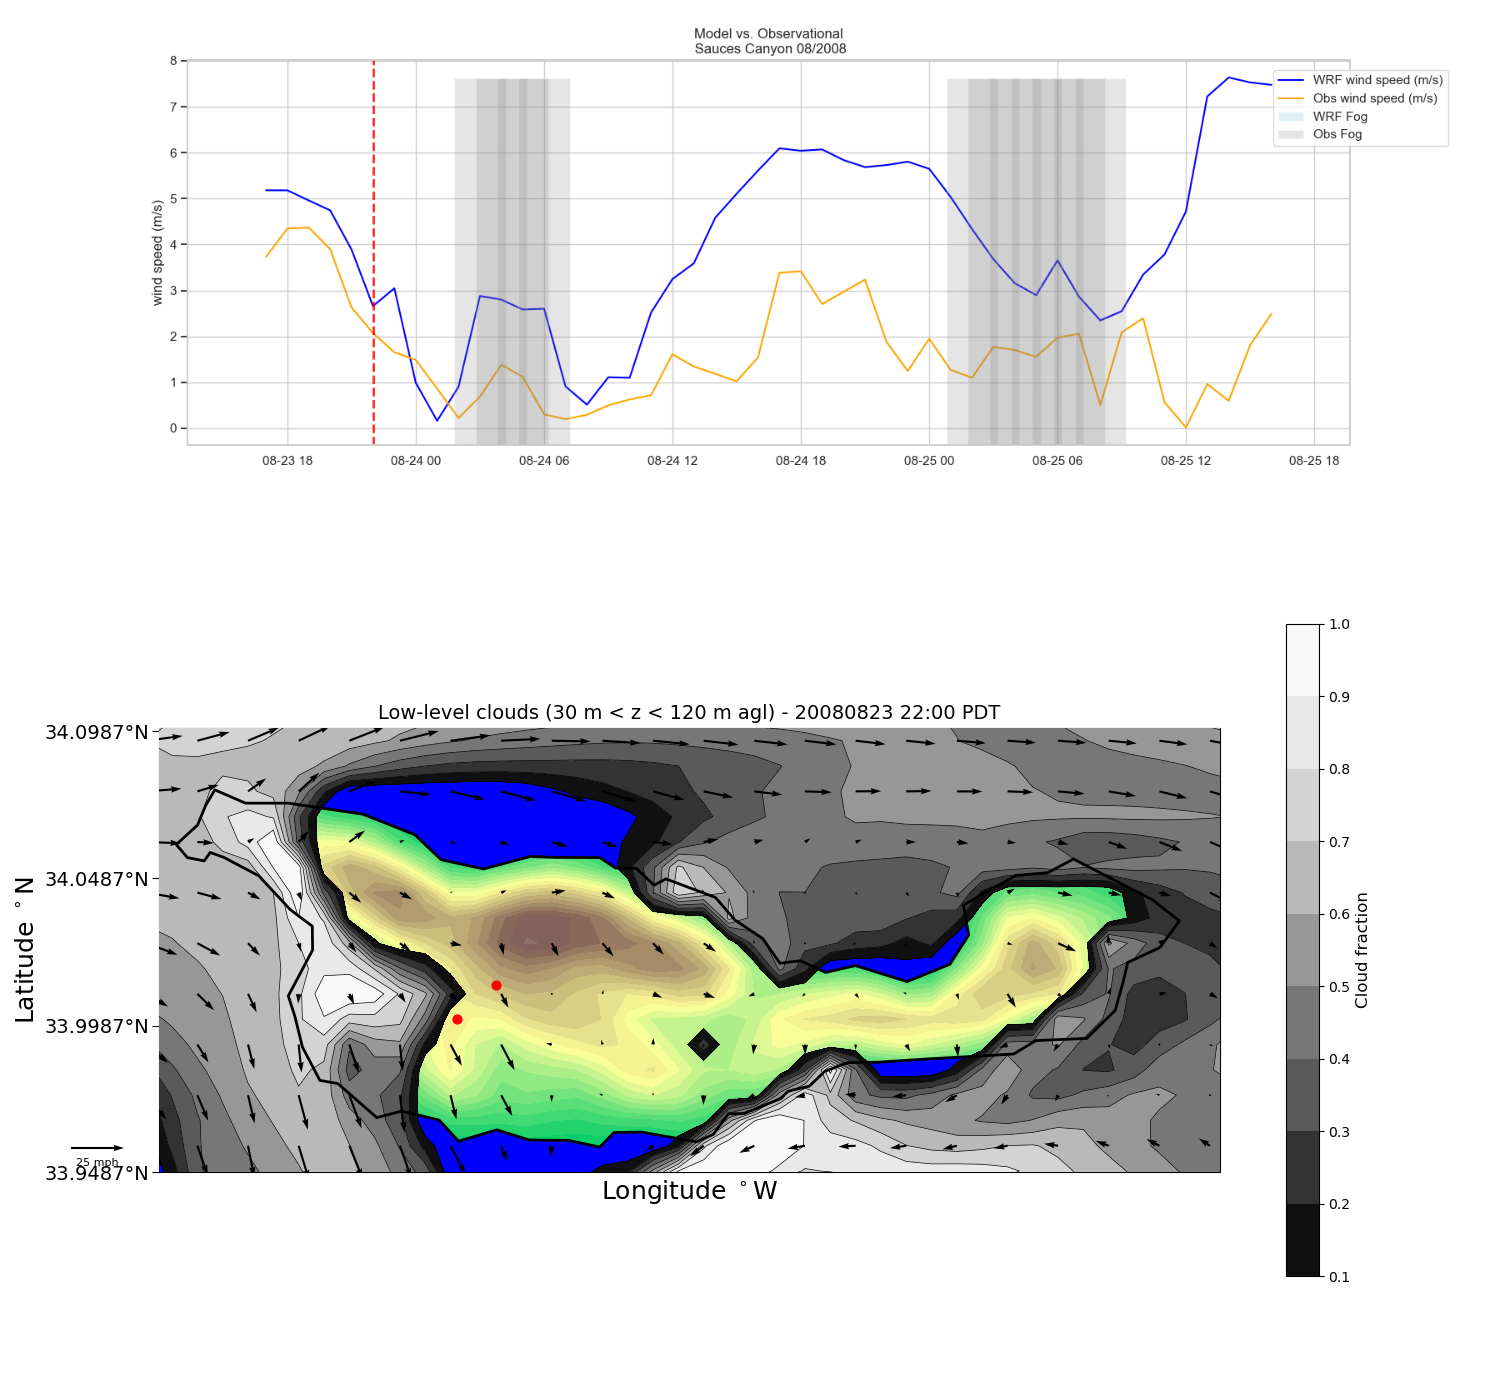 Model vs. Observational
Sauces Canyon 08/2008
8
7
6
5
4
3
2
1
0
wind speed (m/s)
WRF wind speed (m/s)
Obs wind speed (m/s)
WRF Fog
Obs Fog
08-23 18
08-24 00
08-24 06
08-24 12
08-24 18
08-25 00
08-25 06
08-25 12
08-25 18
Low-level clouds (30 m < z < 120 m agl) - 20080823 22:00 PDT
34.0987°N
34.0487°N
33.9987°N
33.9487°N
Latitude °N
25 mph
Longitude °W
1.0
0.9
0.8
0.7
0.6
0.5
0.4
0.3
0.2
0.1
Cloud fraction